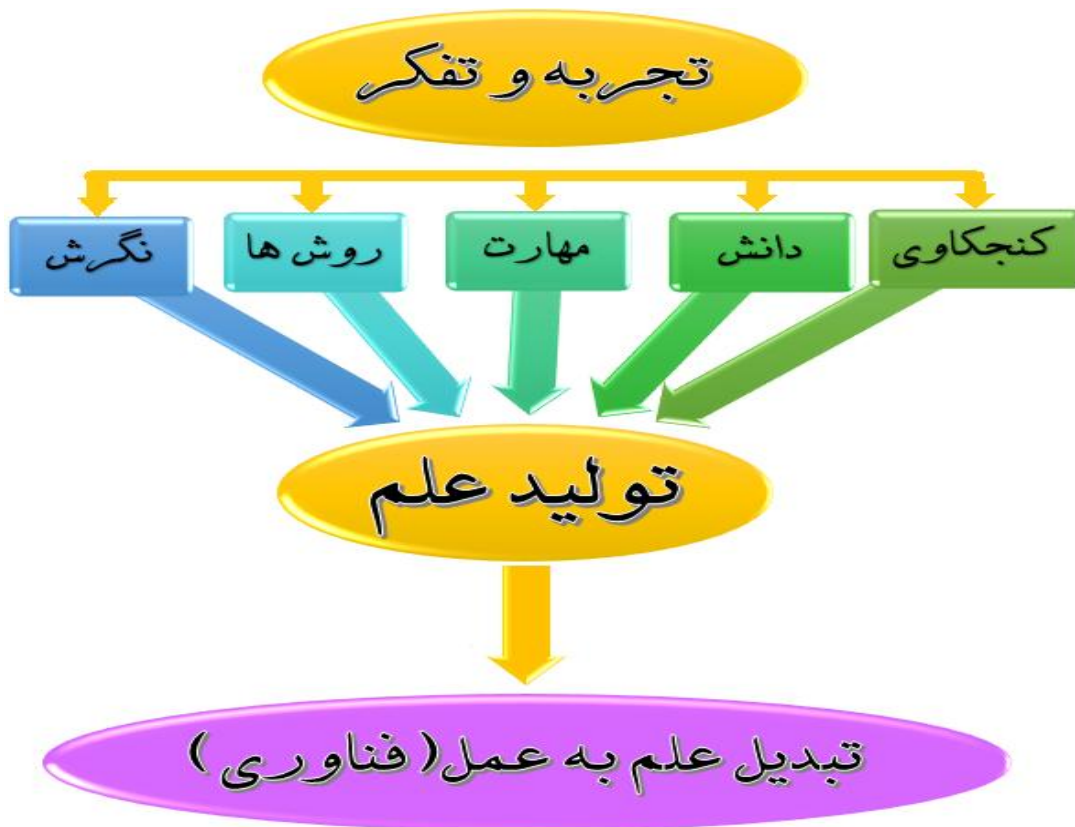 تجربه و تفکر
کنجکاوی
دانش
مهارت
روش ها
نگرش
تولید علم
تبدیل علم به عمل( فناوری )